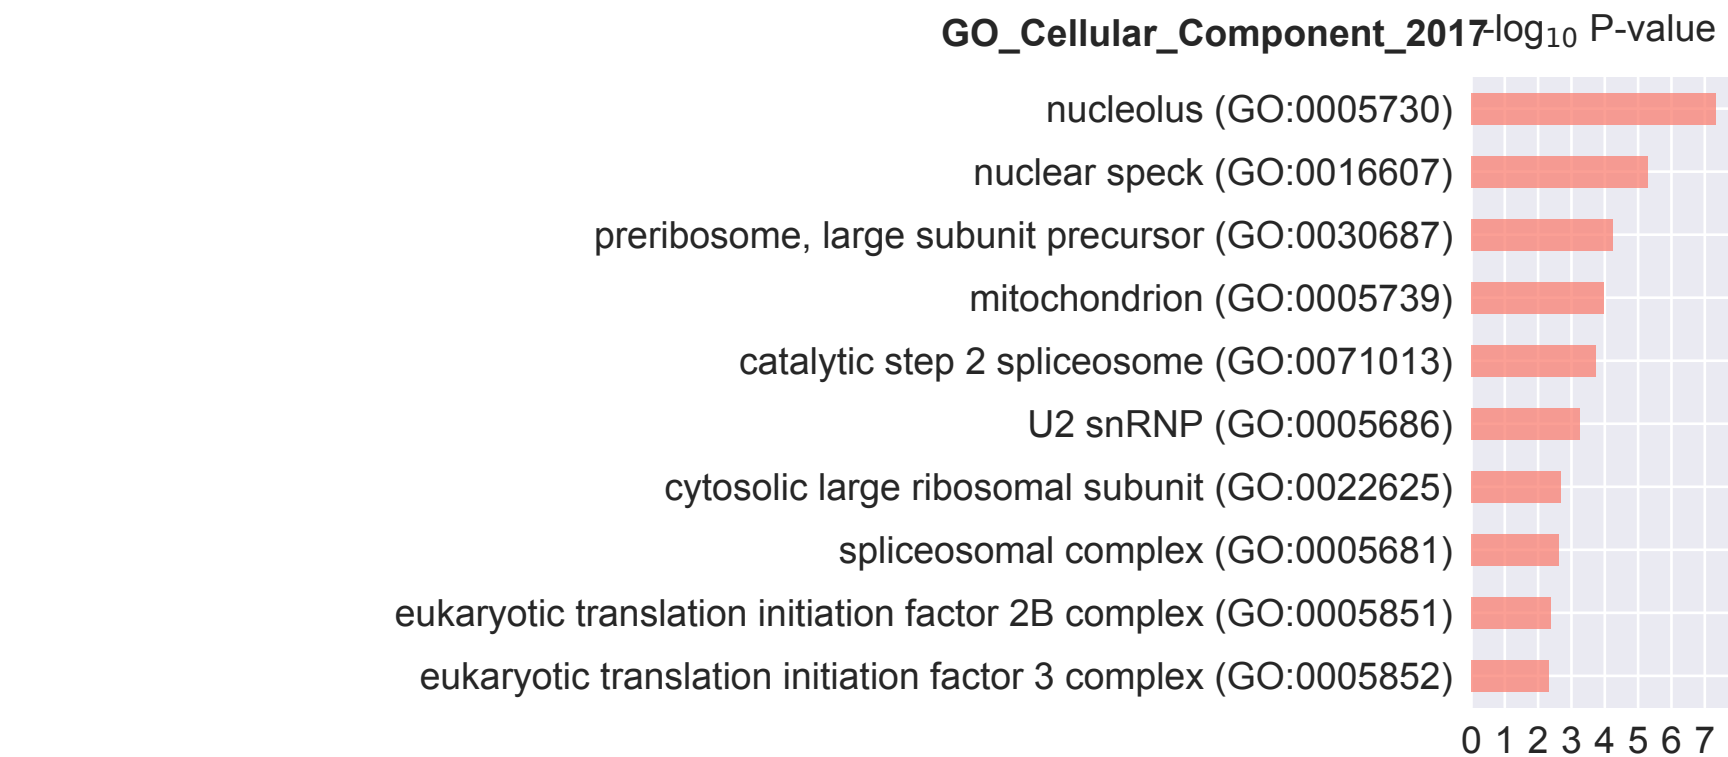 GO_Cellular_Component_2017 -log₁₀ P-value
nucleolus (GO:0005730)
nuclear speck (GO:0016607)
preribosome, large subunit precursor (GO:0030687)
mitochondrion (GO:0005739)
catalytic step 2 spliceosome (GO:0071013)
U2 snRNP (GO:0005686)
cytosolic large ribosomal subunit (GO:0022625)
spliceosomal complex (GO:0005681)
eukaryotic translation initiation factor 2B complex (GO:0005851)
eukaryotic translation initiation factor 3 complex (GO:0005852)
0 1 2 3 4 5 6 7